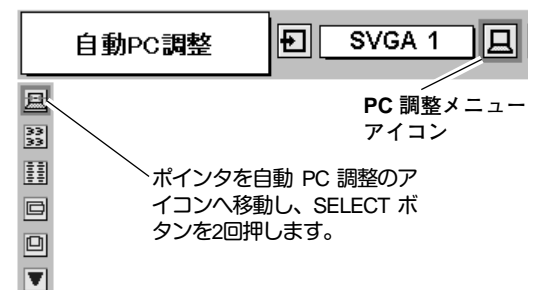 自動PC調整
SVGA 1
PC 調整メニュー
アイコン
ポインタを自動 PC 調整のア
イコンへ移動し、SELECT ボ
タンを2回押します。